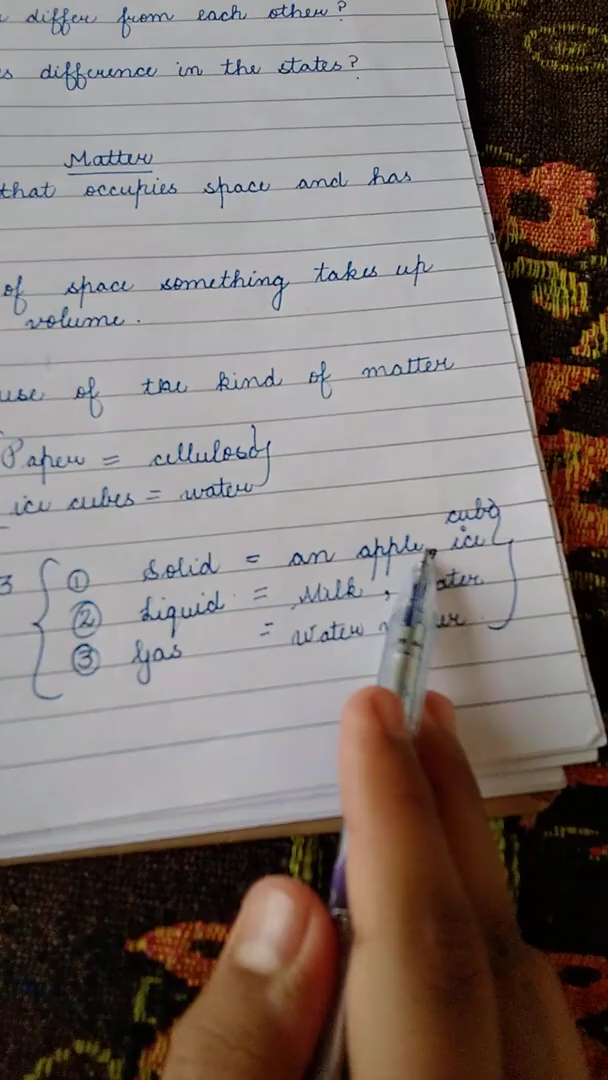 differ from each other?
difference in the states?
Matter
that occupies space and has
of space something takes up
volume.
use of the kind of matter
Paper = cellulose
ice cubes = water
cube
3 { ① Solid = an apple, ice }
② Liquid = Milk,
③ Gas = water